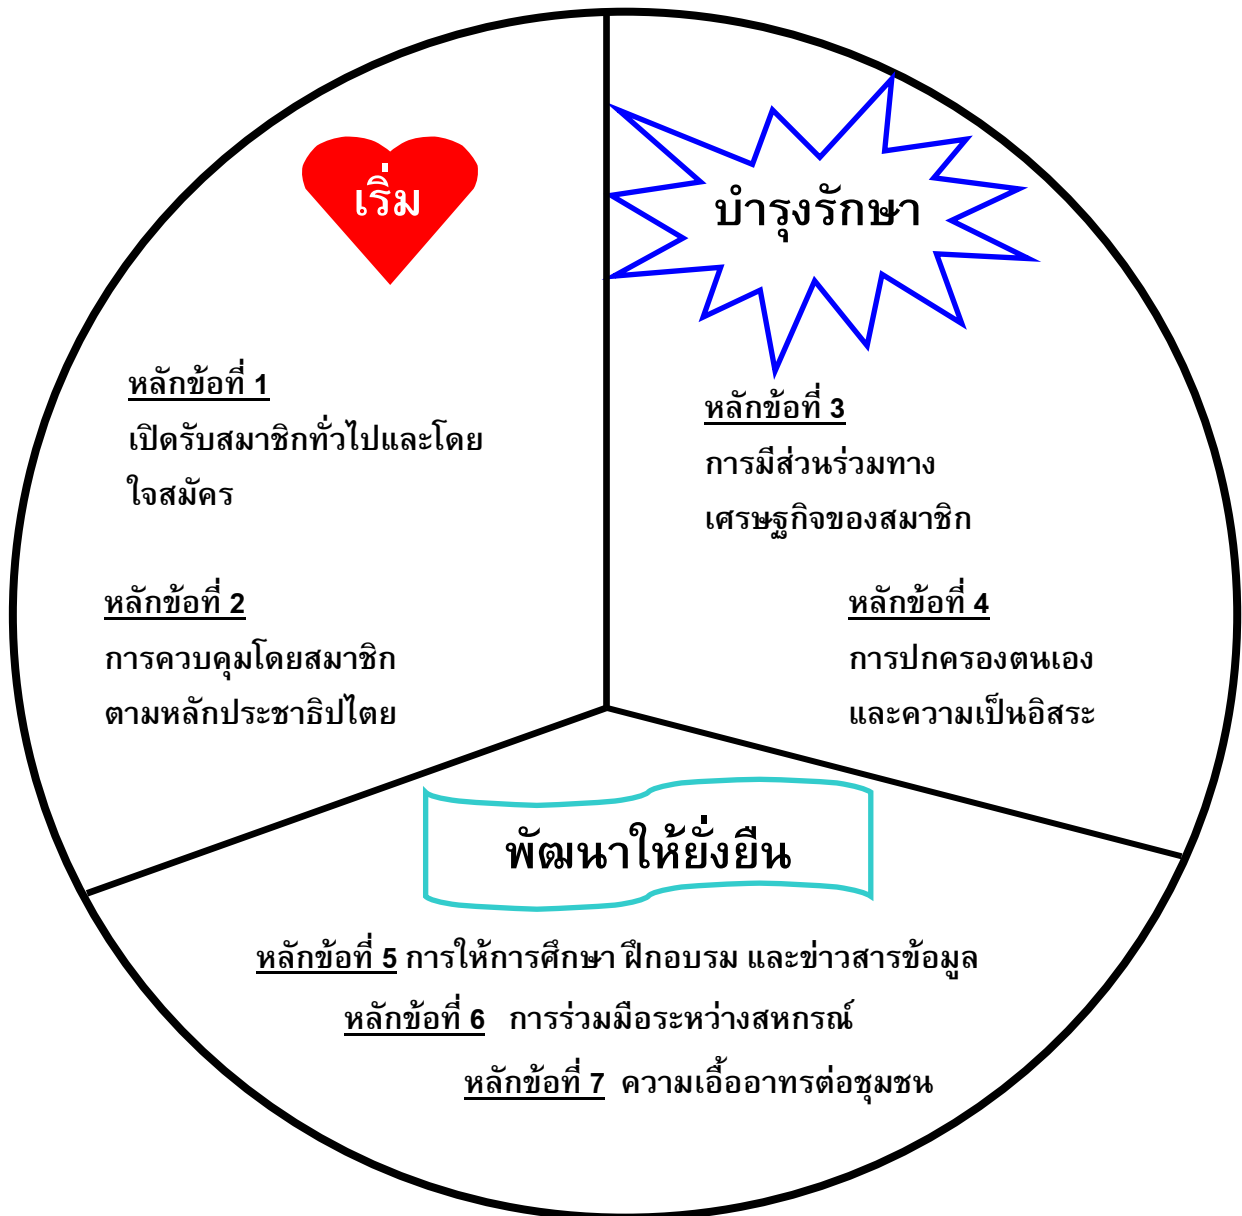 เริ่ม
หลักข้อที่ 1
เปิดรับสมาชิกทั่วไปและโดย
ใจสมัคร
หลักข้อที่ 2
การควบคุมโดยสมาชิก
ตามหลักประชาธิปไตย
บำรุงรักษา
หลักข้อที่ 3
การมีส่วนร่วมทาง
เศรษฐกิจของสมาชิก
หลักข้อที่ 4
การปกครองตนเอง
และความเป็นอิสระ
พัฒนาให้ยั่งยืน
หลักข้อที่ 5 การให้การศึกษา ฝึกอบรม และข่าวสารข้อมูล
หลักข้อที่ 6 การร่วมมือระหว่างสหกรณ์
หลักข้อที่ 7 ความเอื้ออาทรต่อชุมชน